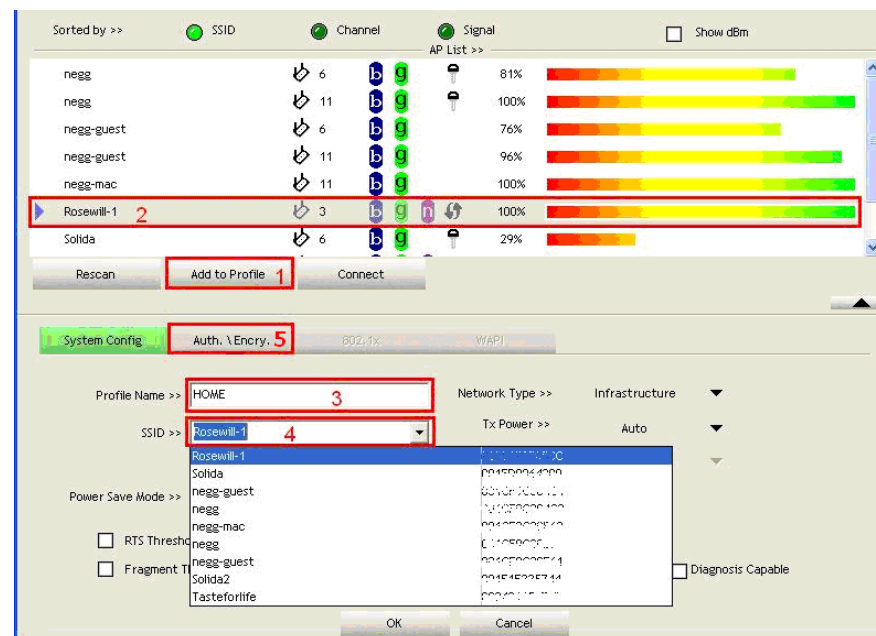 Sorted by >> SSID Channel Signal Show dBm
AP List >>
negg 6 b g 81%
negg 11 b g 100%
negg-guest 6 b g 76%
negg-guest 11 b g 96%
negg-mac 11 b g 100%
Rosewill-1 2 3 b g n 100%
Solida 6 b g 29%
Rescan Add to Profile 1 Connect
System Config Auth. \ Encry. 5 802.1x WAPI
Profile Name >> HOME 3 Network Type >> Infrastructure
SSID >> Rosewill-1 4 Tx Power >> Auto
Rosewill-1
Solida
Power Save Mode >> negg-guest
negg
negg-mac
RTS Thresho negg
Fragment T negg-guest Diagnosis Capable
Solida2
Tasteforlife
OK Cancel